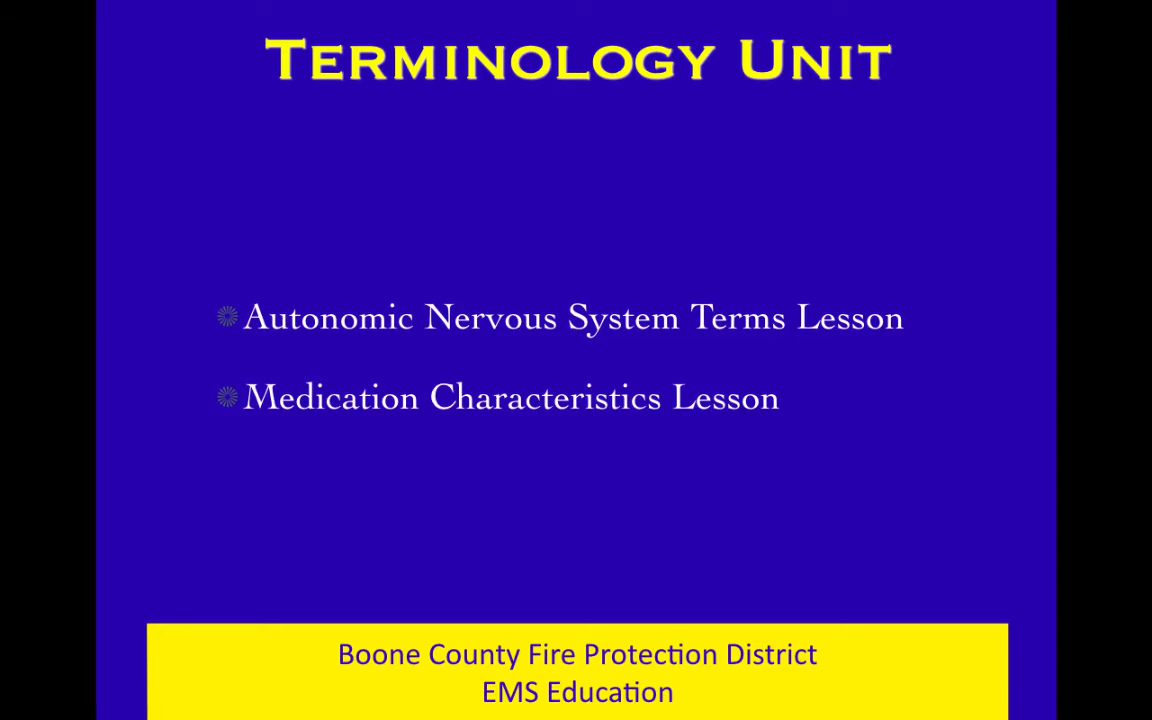 Terminology Unit
Autonomic Nervous System Terms Lesson
Medication Characteristics Lesson
Boone County Fire Protection District
EMS Education